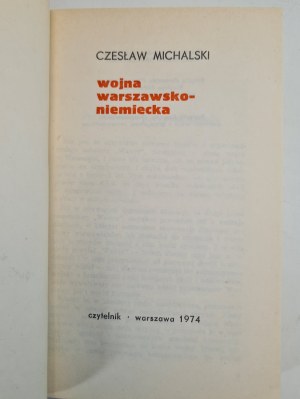 CZESŁAW MICHALSKI
wojna
warszawsko-
niemiecka
czytelnik · warszawa 1974